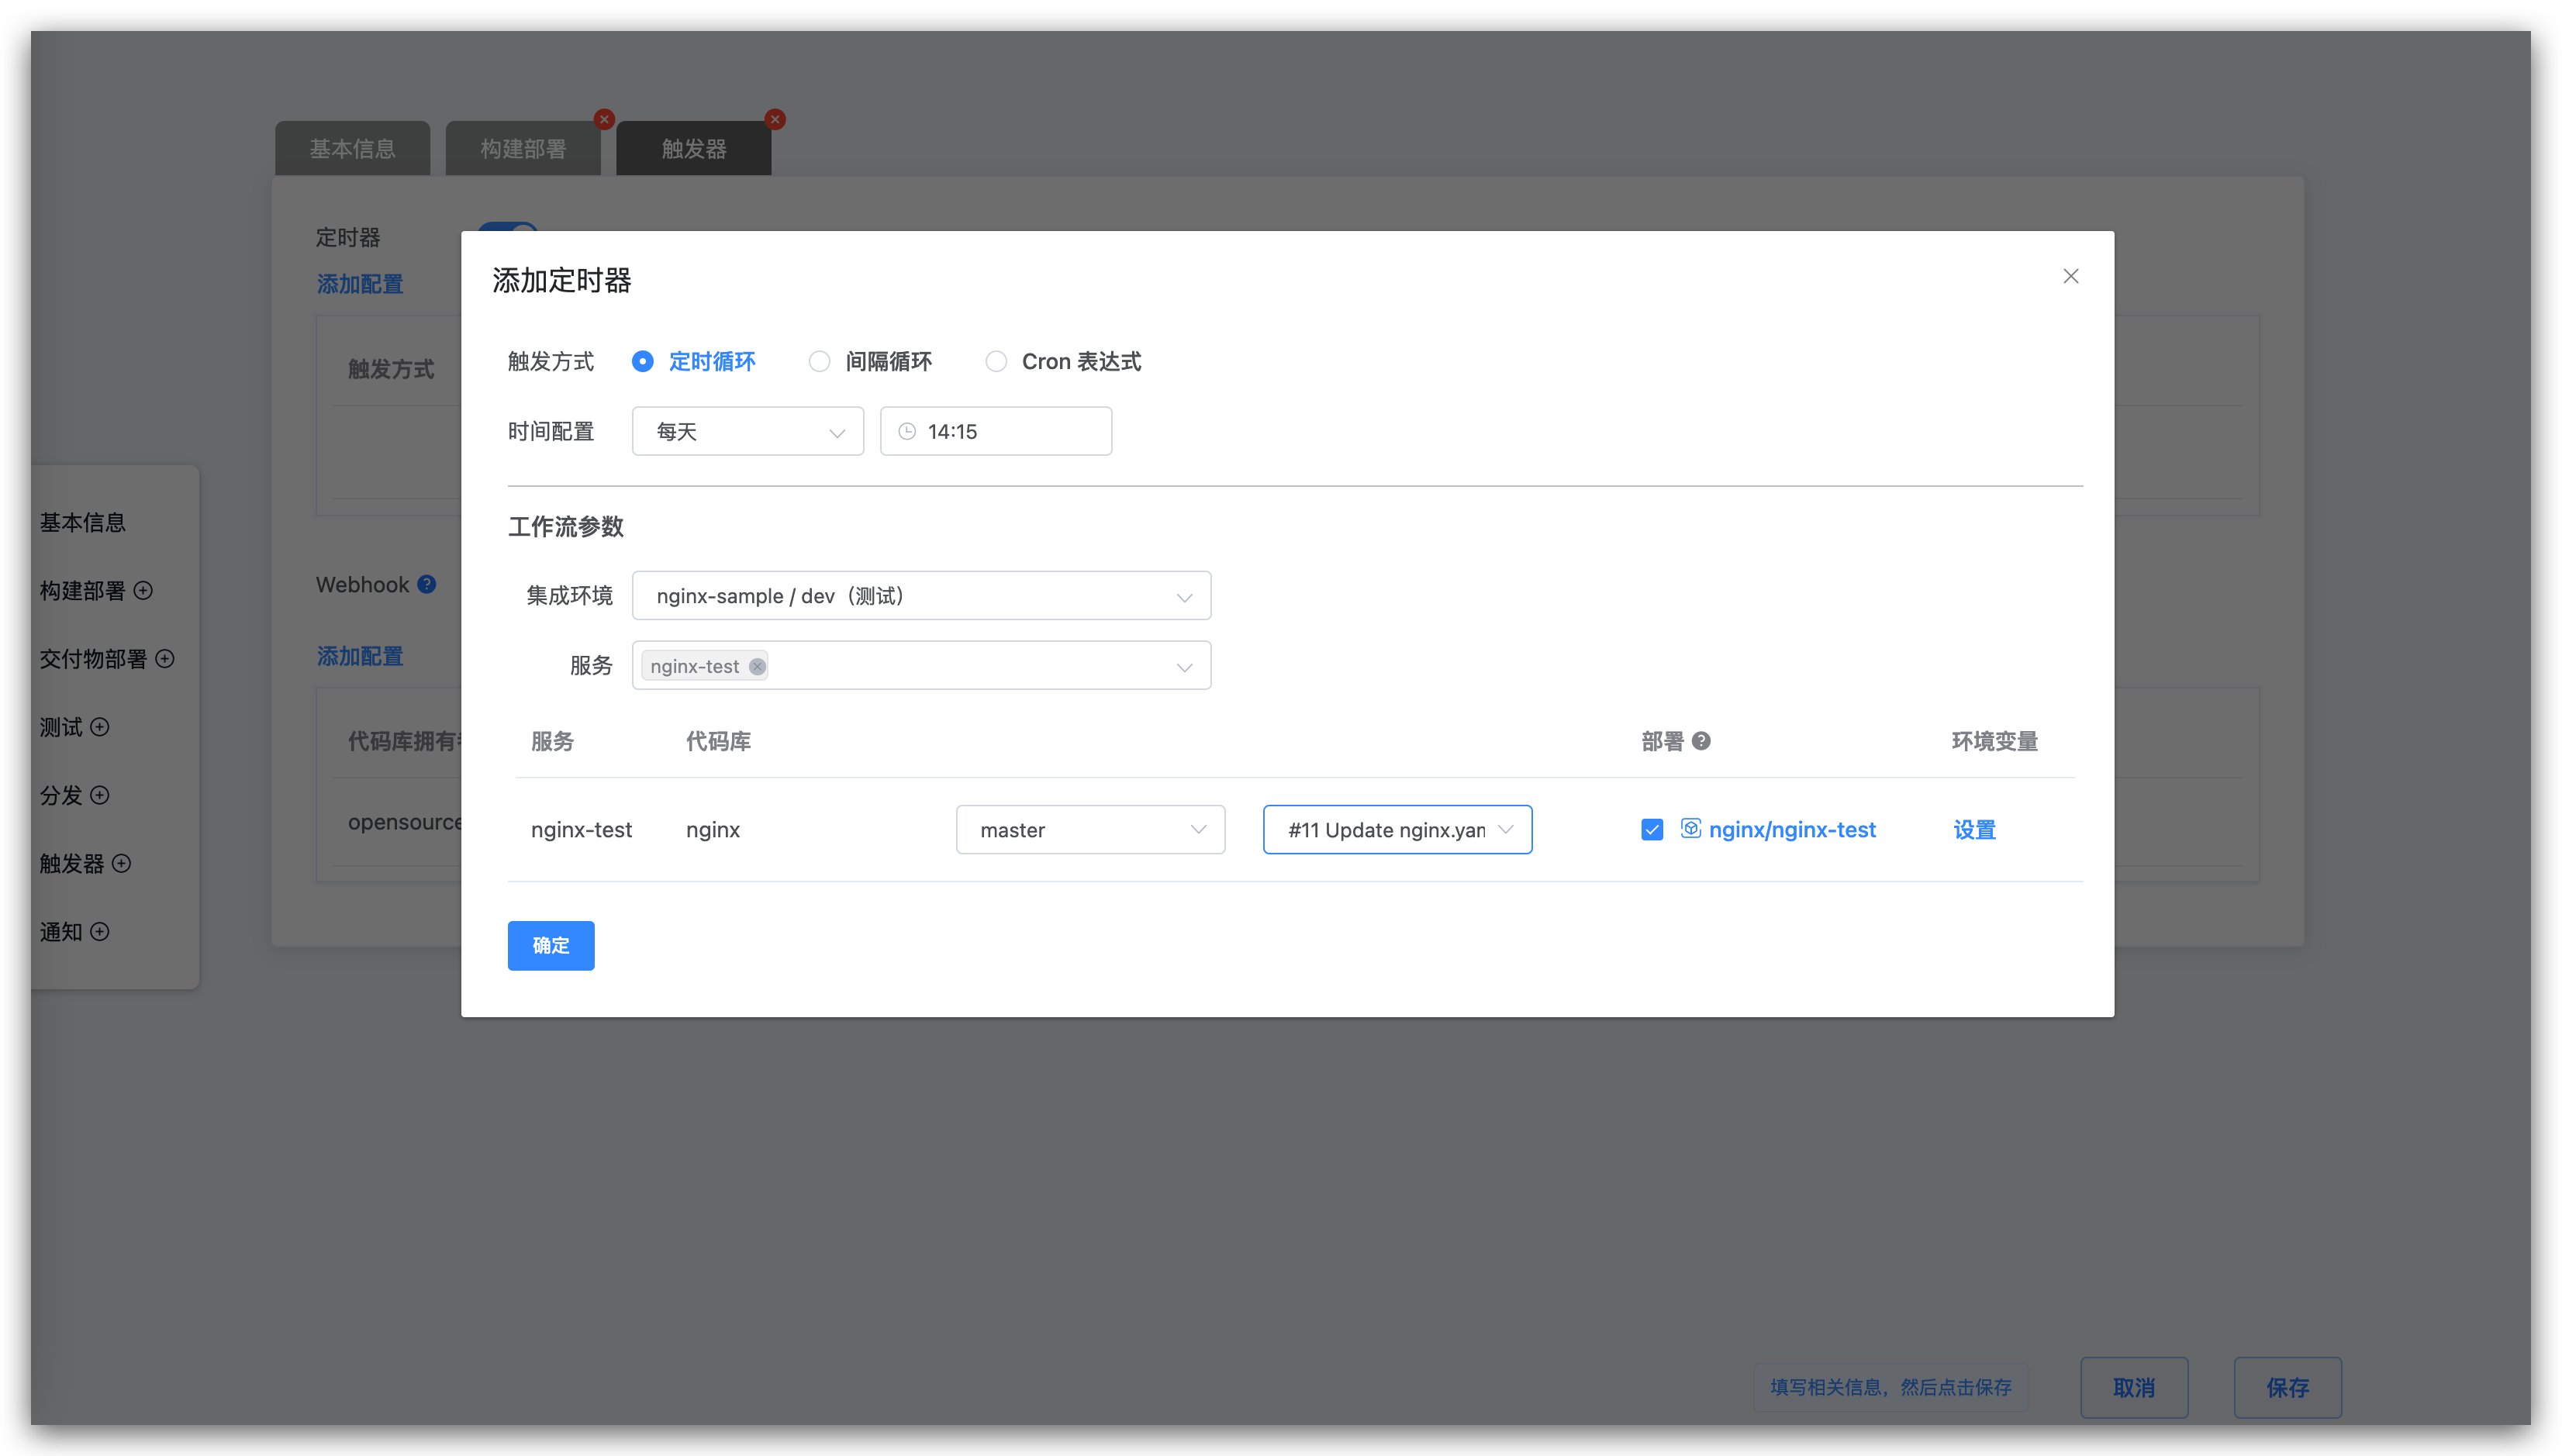 基本信息
构建部署
触发器
定时器
添加配置
触发方式
Webhook
添加配置
代码库拥有
opensource
基本信息
构建部署
交付物部署
测试
分发
触发器
通知
添加定时器
触发方式 定时循环 间隔循环 Cron 表达式
时间配置 每天 14:15
工作流参数
集成环境 nginx-sample / dev（测试）
服务 nginx-test
服务 代码库 部署 环境变量
nginx-test nginx master #11 Update nginx.yan nginx/nginx-test 设置
确定
填写相关信息，然后点击保存 取消 保存